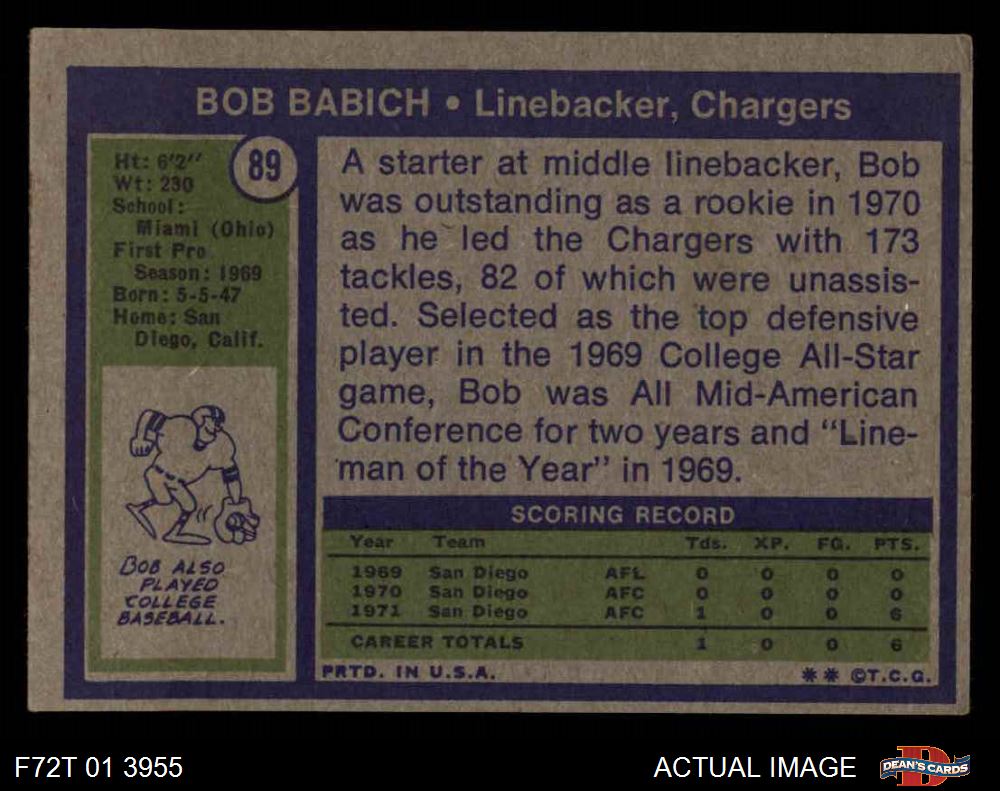 BOB BABICH • Linebacker, Chargers
89
Ht: 6'2"
Wt: 230
School:
Miami (Ohio)
First Pro
Season: 1969
Born: 5-5-47
Home: San
Diego, Calif.
BOB ALSO
PLAYED
COLLEGE
BASEBALL.
A starter at middle linebacker, Bob
was outstanding as a rookie in 1970
as he led the Chargers with 173
tackles, 82 of which were unassis-
ted. Selected as the top defensive
player in the 1969 College All-Star
game, Bob was All Mid-American
Conference for two years and “Line-
man of the Year” in 1969.
SCORING RECORD
Year Team Tds. XP. FG. PTS.
1969 San Diego AFL 0 0 0 0
1970 San Diego AFC 0 0 0 0
1971 San Diego AFC 1 0 0 6
CAREER TOTALS 1 0 0 6
PRTD. IN U.S.A. ** ©T.C.G.
F72T 01 3955 ACTUAL IMAGE D DEAN'S CARDS